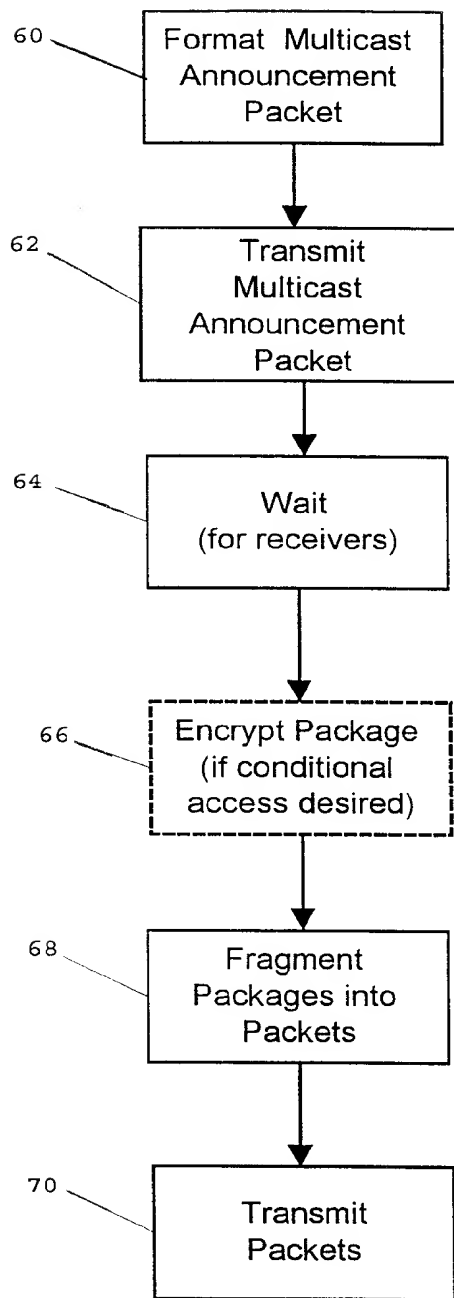 60
Format Multicast
Announcement
Packet
62
Transmit
Multicast
Announcement
Packet
64
Wait
(for receivers)
66
Encrypt Package
(if conditional
access desired)
68
Fragment
Packages into
Packets
70
Transmit
Packets